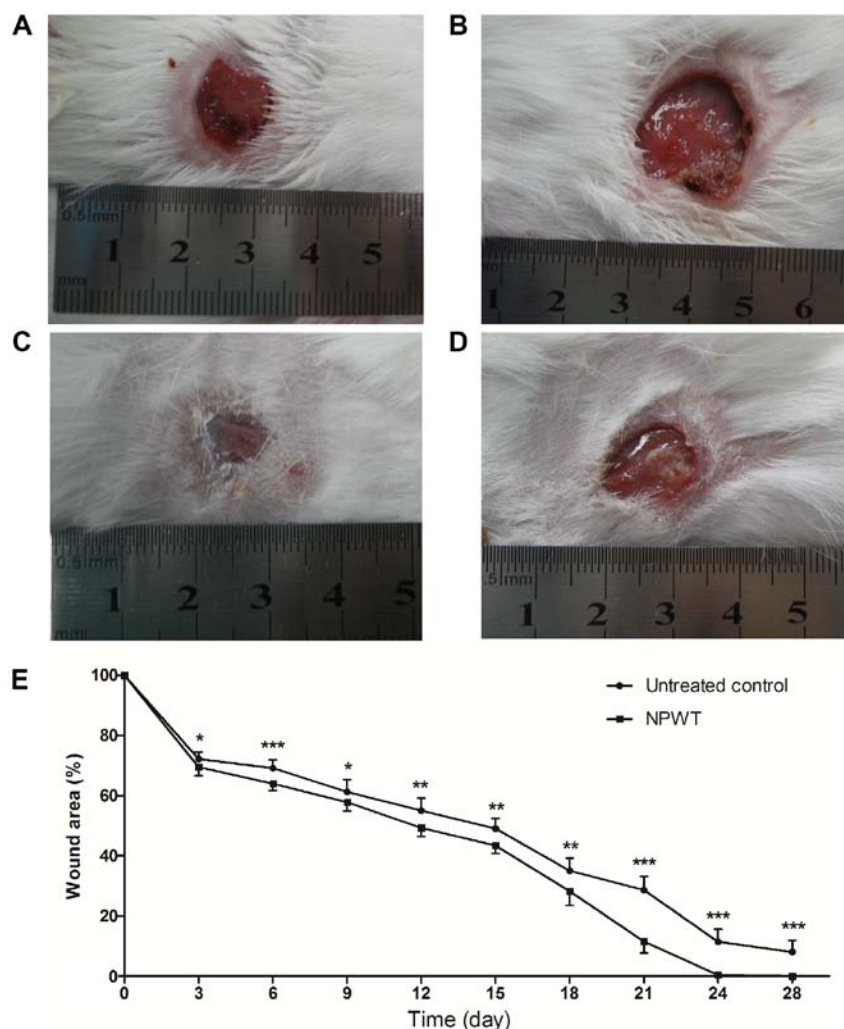 A
B
0.5 mm
1 2 3 4 5
mm
1 2 3 4 5 6
C
D
0.5 mm
1 2 3 4 5
mm
.5 mm
1 2 3 4 5
E
100
80
60
40
20
0
Wound area (%)
Untreated control
NPWT
* *** * ** ** ** *** *** ***
0 3 6 9 12 15 18 21 24 28
Time (day)